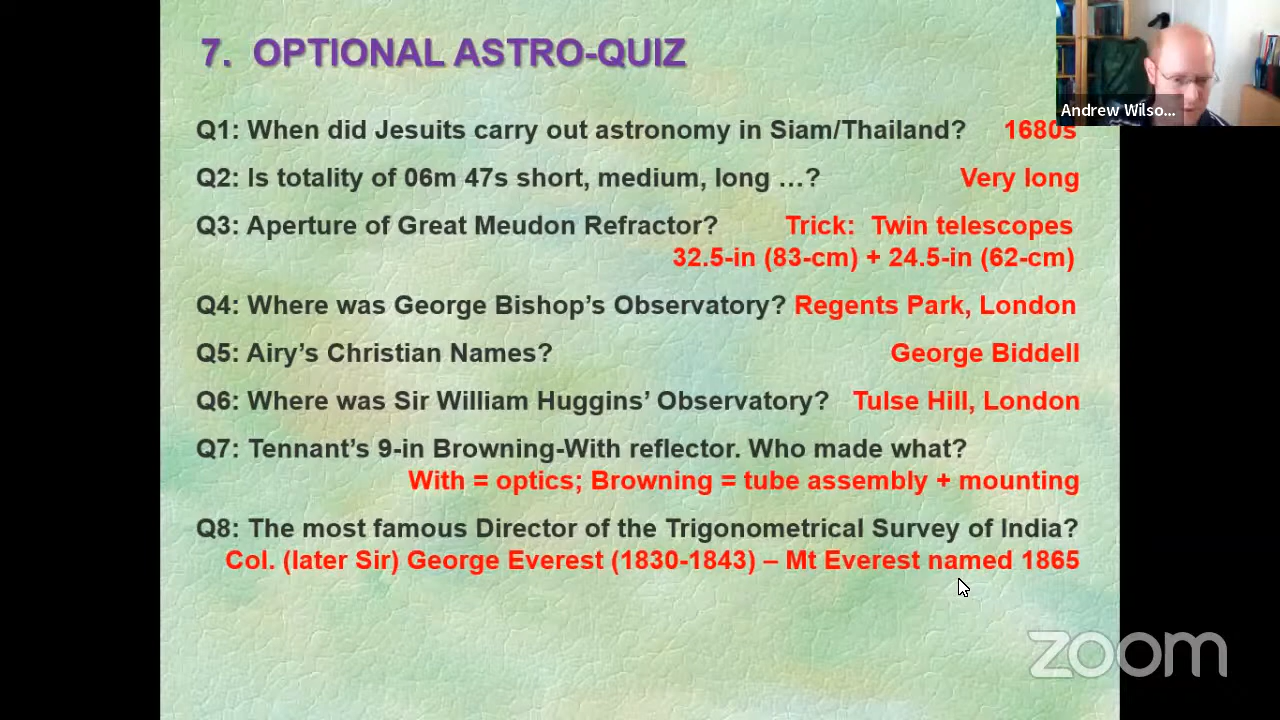 7. OPTIONAL ASTRO-QUIZ
Andrew Wilso...
Q1: When did Jesuits carry out astronomy in Siam/Thailand? 1680s
Q2: Is totality of 06m 47s short, medium, long …? Very long
Q3: Aperture of Great Meudon Refractor? Trick: Twin telescopes
32.5-in (83-cm) + 24.5-in (62-cm)
Q4: Where was George Bishop’s Observatory? Regents Park, London
Q5: Airy’s Christian Names? George Biddell
Q6: Where was Sir William Huggins’ Observatory? Tulse Hill, London
Q7: Tennant’s 9-in Browning-With reflector. Who made what?
With = optics; Browning = tube assembly + mounting
Q8: The most famous Director of the Trigonometrical Survey of India?
Col. (later Sir) George Everest (1830-1843) – Mt Everest named 1865
zoom